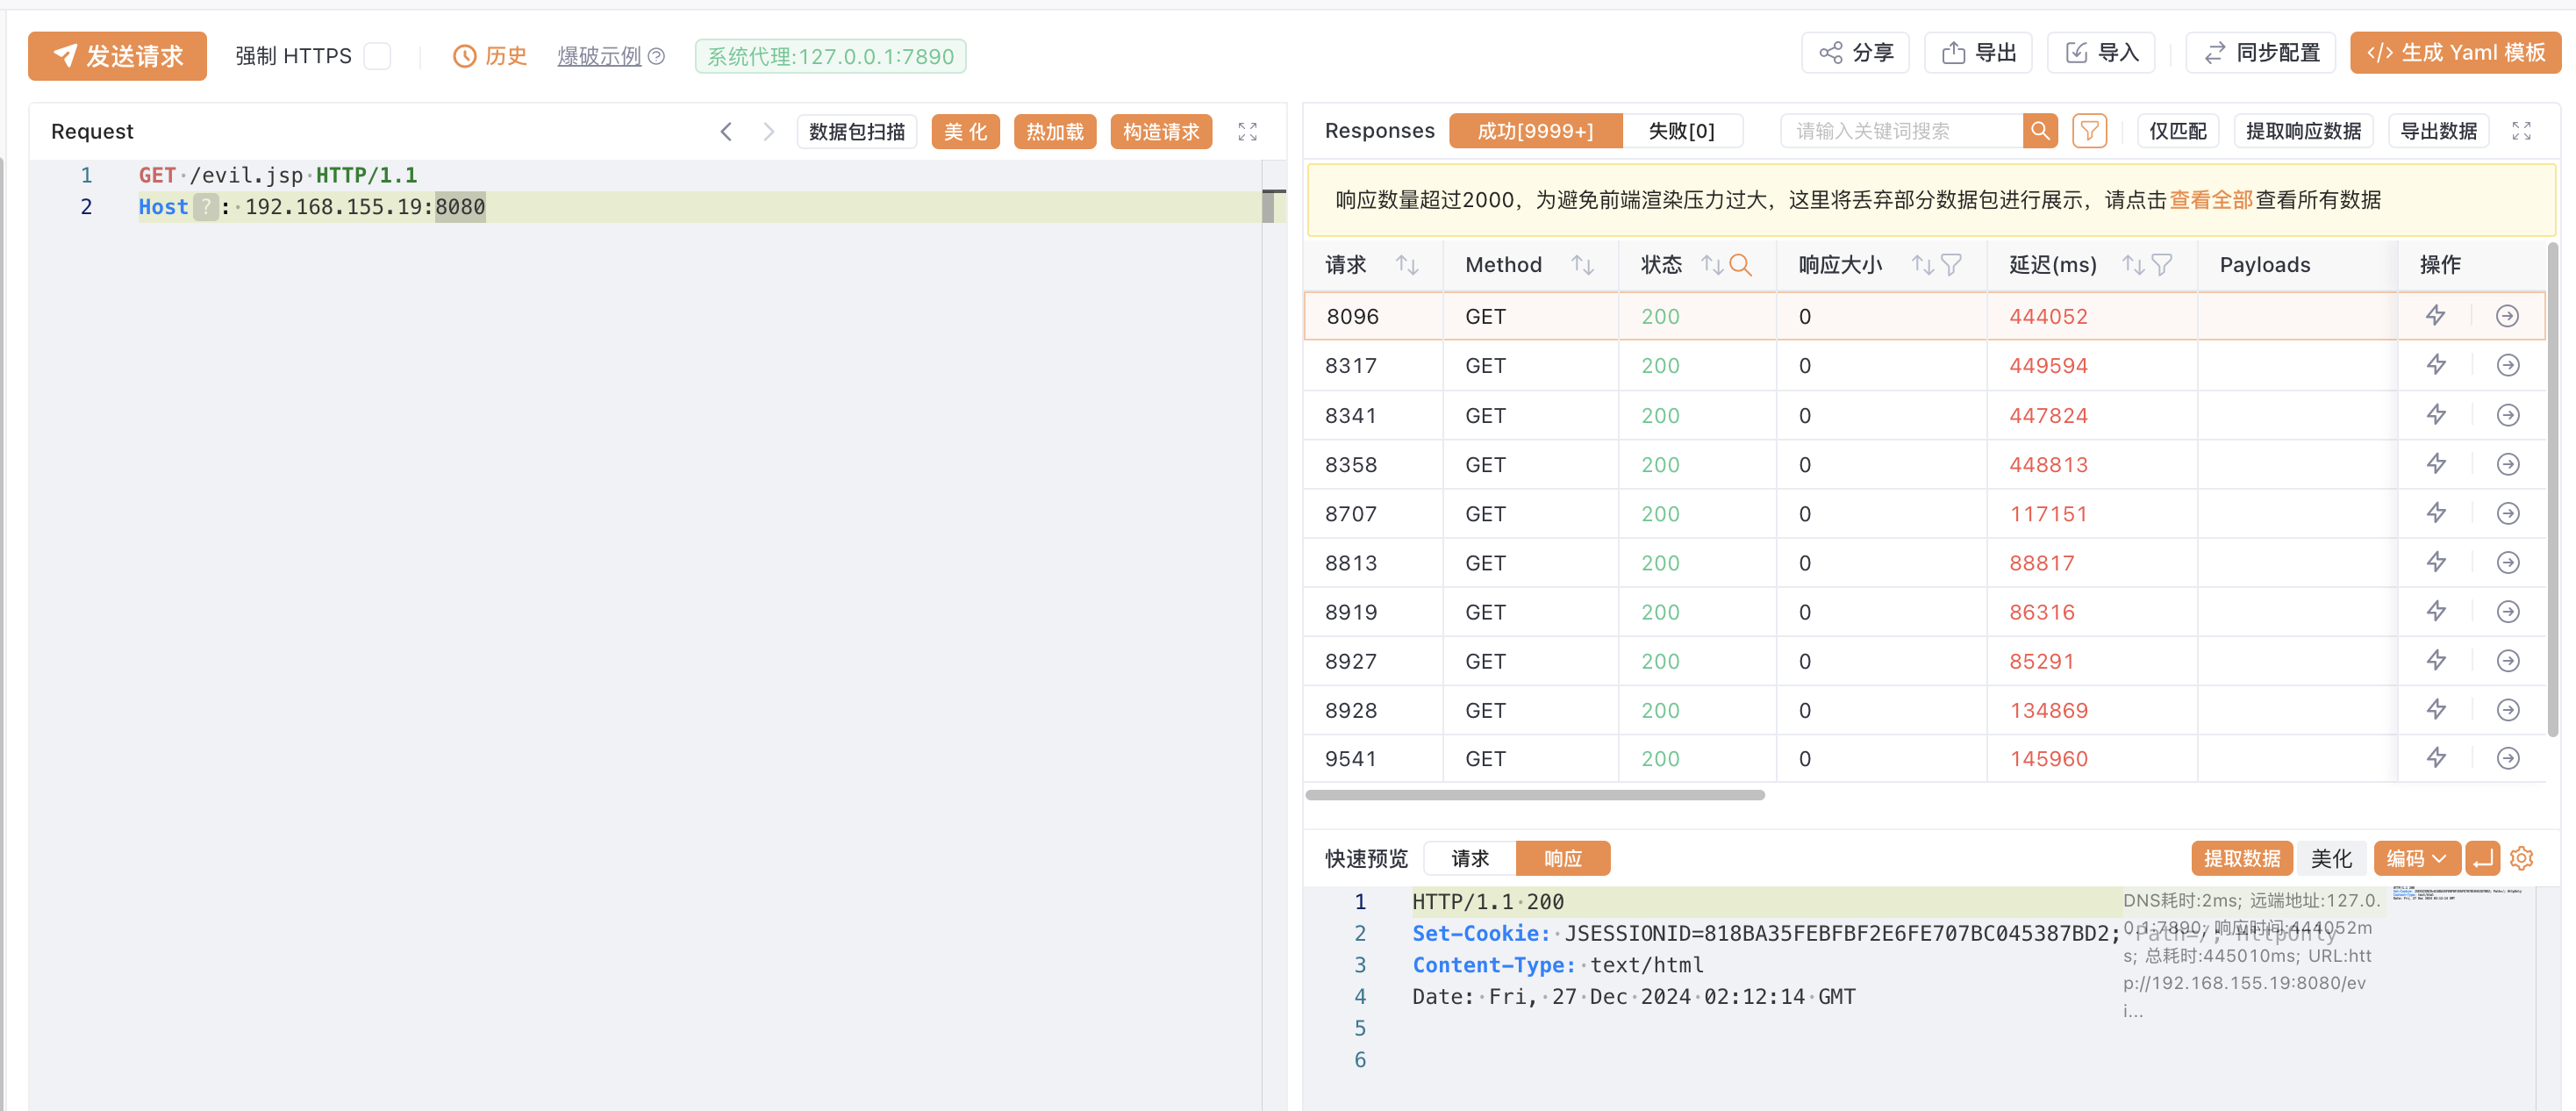 发送请求 强制 HTTPS 历史 爆破示例 系统代理:127.0.0.1:7890 分享 导出 导入 同步配置 </> 生成 Yaml 模板
Request 数据包扫描 美 化 热加载 构造请求
1 GET /evil.jsp HTTP/1.1
2 Host ? : 192.168.155.19:8080
Responses 成功[9999+] 失败[0] 请输入关键词搜索 仅匹配 提取响应数据 导出数据
响应数量超过2000，为避免前端渲染压力过大，这里将丢弃部分数据包进行展示，请点击查看全部查看所有数据
请求 Method 状态 响应大小 延迟(ms) Payloads 操作
8096 GET 200 0 444052
8317 GET 200 0 449594
8341 GET 200 0 447824
8358 GET 200 0 448813
8707 GET 200 0 117151
8813 GET 200 0 88817
8919 GET 200 0 86316
8927 GET 200 0 85291
8928 GET 200 0 134869
9541 GET 200 0 145960
快速预览 请求 响应 提取数据 美化 编码
1 HTTP/1.1 200
2 Set-Cookie: JSESSIONID=818BA35FEBFBF2E6FE707BC045387BD2; Path=/; HttpOnly
3 Content-Type: text/html
4 Date: Fri, 27 Dec 2024 02:12:14 GMT
5
6
DNS耗时:2ms; 远端地址:127.0.
0.1:7890; 响应时间:444052m
s; 总耗时:445010ms; URL:htt
p://192.168.155.19:8080/ev
i...